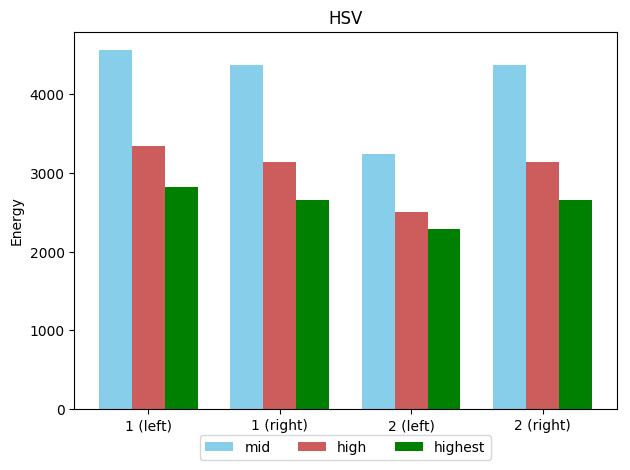 HSV
Energy
4000
3000
2000
1000
0
1 (left) 1 (right) 2 (left) 2 (right)
mid high highest